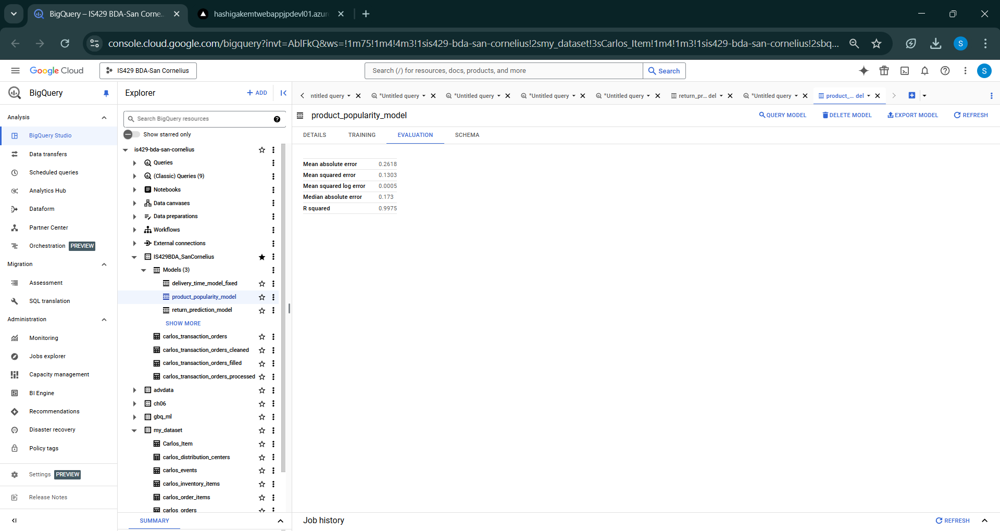 BigQuery – IS429 BDA-San Corne..
hashigakemtwebappjpdevl01.azur
console.cloud.google.com/bigquery?invt=AblFkQ&ws=!1m75!1m4!4m3!1sis429-bda-san-cornelius!2smy_dataset!3sCarlos_Item!1m4!1m3!1sis429-bda-san-cornelius!2sbq...
S
Google Cloud
IS429 BDA-San Cornelius
Search (/) for resources, docs, products, and more
Search
S
BigQuery
Analysis
BigQuery Studio
Data transfers
Scheduled queries
Analytics Hub
Dataform
Partner Center
Orchestration PREVIEW
Migration
Assessment
SQL translation
Administration
Monitoring
Jobs explorer
Capacity management
BI Engine
Recommendations
Disaster recovery
Policy tags
Settings PREVIEW
Release Notes
Explorer
+ ADD
Search BigQuery resources
Show starred only
is429-bda-san-cornelius
Queries
(Classic) Queries (9)
Notebooks
Data canvases
Data preparations
Workflows
External connections
IS429BDA_SanCornelius
Models (3)
delivery_time_model_fixed
product_popularity_model
return_prediction_model
SHOW MORE
carlos_transaction_orders
carlos_transaction_orders_cleaned
carlos_transaction_orders_filled
carlos_transaction_orders_processed
advdata
ch06
gbq_ml
my_dataset
Carlos_Item
carlos_distribution_centers
carlos_events
carlos_inventory_items
carlos_order_items
carlos_orders
SUMMARY
ntitled query
*Untitled query
*Untitled query
*Untitled query
*Untitled query
return_pr... del
*Untitled query
product_... del
product_popularity_model
QUERY MODEL
DELETE MODEL
EXPORT MODEL
REFRESH
DETAILS
TRAINING
EVALUATION
SCHEMA
Mean absolute error 0.2618
Mean squared error 0.1303
Mean squared log error 0.0005
Median absolute error 0.173
R squared 0.9975
Job history
REFRESH